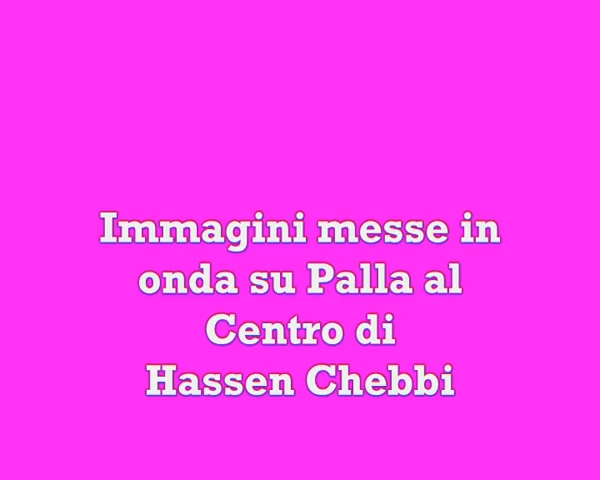 Immagini messe in
onda su Palla al
Centro di
Hassen Chebbi